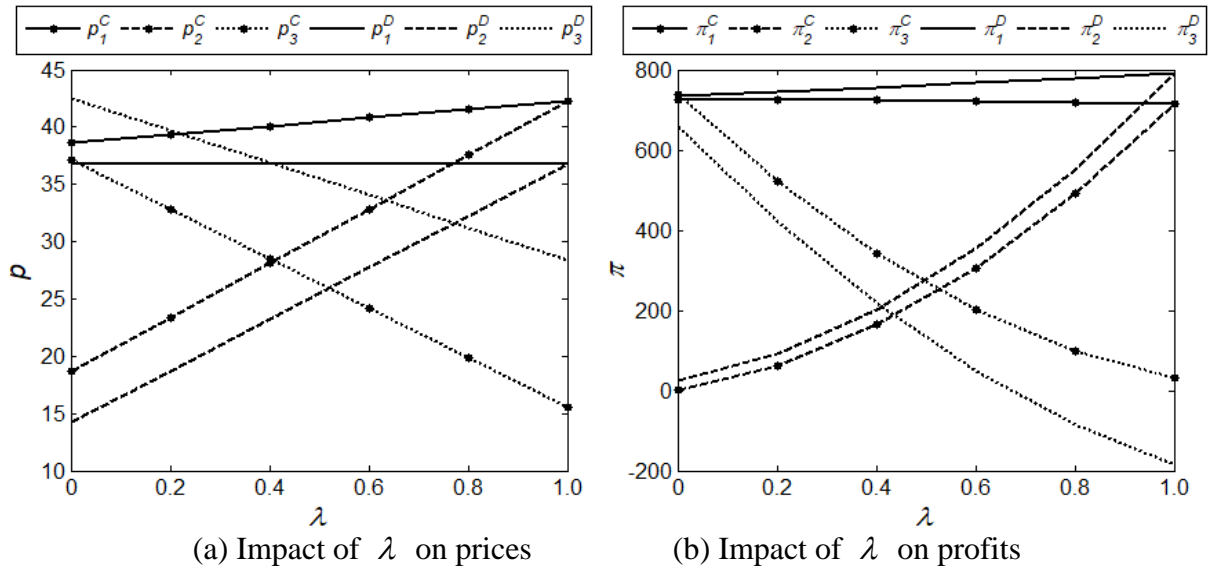 p₁ᶜ p₂ᶜ p₃ᶜ p₁ᴰ p₂ᴰ p₃ᴰ
π₁ᶜ π₂ᶜ π₃ᶜ π₁ᴰ π₂ᴰ π₃ᴰ
45
40
35
30
25
20
15
10
p
0 0.2 0.4 0.6 0.8 1.0
λ
800
600
400
200
0
-200
π
0 0.2 0.4 0.6 0.8 1.0
λ
(a) Impact of λ on prices
(b) Impact of λ on profits